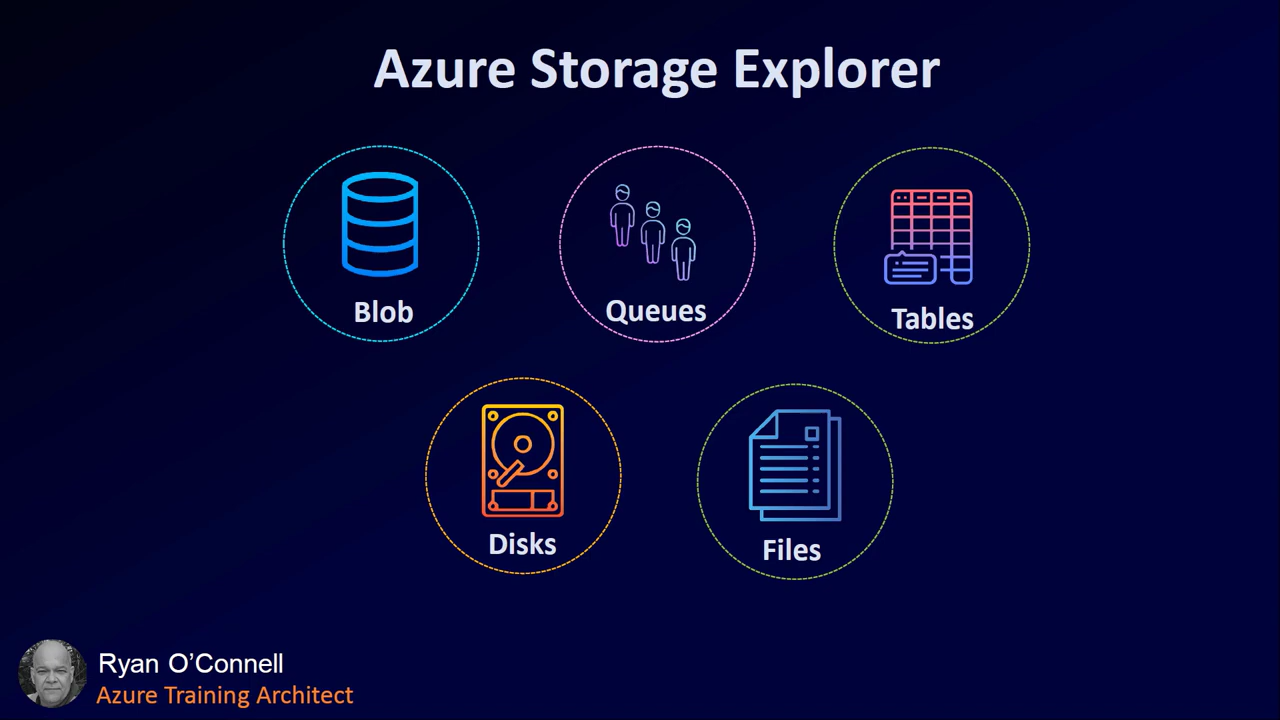 Azure Storage Explorer
Blob
Queues
Tables
Disks
Files
Ryan O’Connell
Azure Training Architect